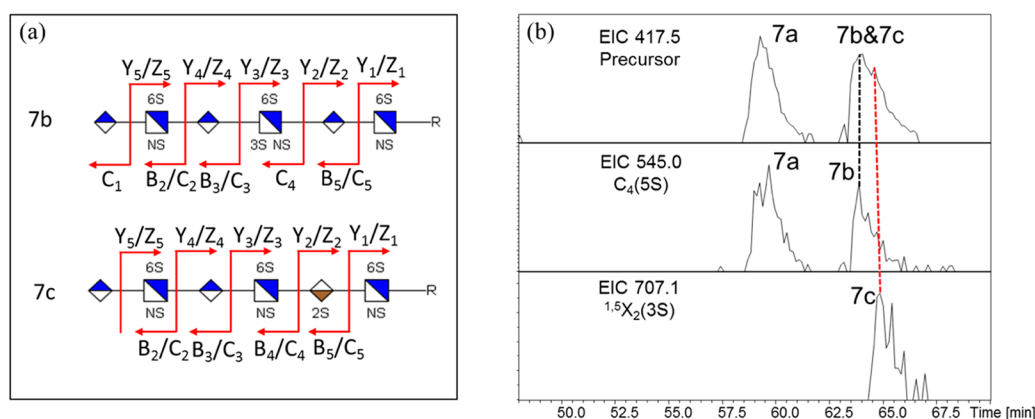 (a)
Y₅/Z₅ Y₄/Z₄ Y₃/Z₃ Y₂/Z₂ Y₁/Z₁
6S 6S 6S
7b R
NS 3S NS NS
C₁ B₂/C₂ B₃/C₃ C₄ B₅/C₅
Y₅/Z₅ Y₄/Z₄ Y₃/Z₃ Y₂/Z₂ Y₁/Z₁
6S 6S 6S
7c R
NS NS 2S NS
B₂/C₂ B₃/C₃ B₄/C₄ B₅/C₅
(b)
EIC 417.5 7a 7b&7c
Precursor
EIC 545.0 7a 7b
C₄(5S)
EIC 707.1 7c
¹,⁵X₂(3S)
50.0 52.5 55.0 57.5 60.0 62.5 65.0 67.5 Time [min]